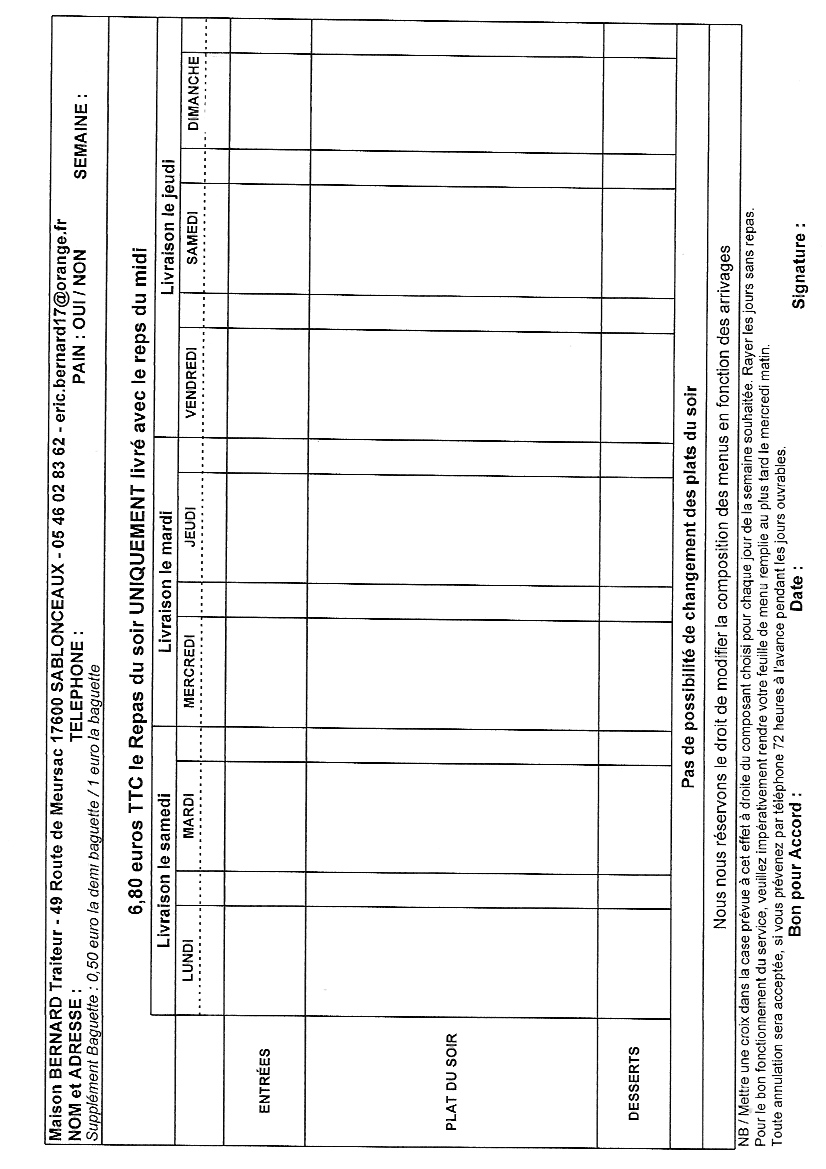 Maison BERNARD Traiteur - 49 Route de Meursac 17600 SABLONCEAUX - 05 46 02 83 62 - eric.bernard17@orange.fr
NOM et ADRESSE : TELEPHONE : PAIN : OUI / NON SEMAINE :
Supplément Baguette : 0,50 euro la demi baguette / 1 euro la baguette
6,80 euros TTC le Repas du soir UNIQUEMENT livré avec le reps du midi
Livraison le samedi Livraison le mardi Livraison le jeudi
LUNDI MARDI MERCREDI JEUDI VENDREDI SAMEDI DIMANCHE
ENTRÉES
PLAT DU SOIR
DESSERTS
Pas de possibilité de changement des plats du soir
Nous nous réservons le droit de modifier la composition des menus en fonction des arrivages
NB / Mettre une croix dans la case prévue à cet effet à droite du composant choisi pour chaque jour de la semaine souhaitée. Rayer les jours sans repas.
Pour le bon fonctionnement du service, veuillez impérativement rendre votre feuille de menu remplie au plus tard le mercredi matin.
Toute annulation sera acceptée, si vous prévenez par téléphone 72 heures à l'avance pendant les jours ouvrables.
Bon pour Accord : Date : Signature :